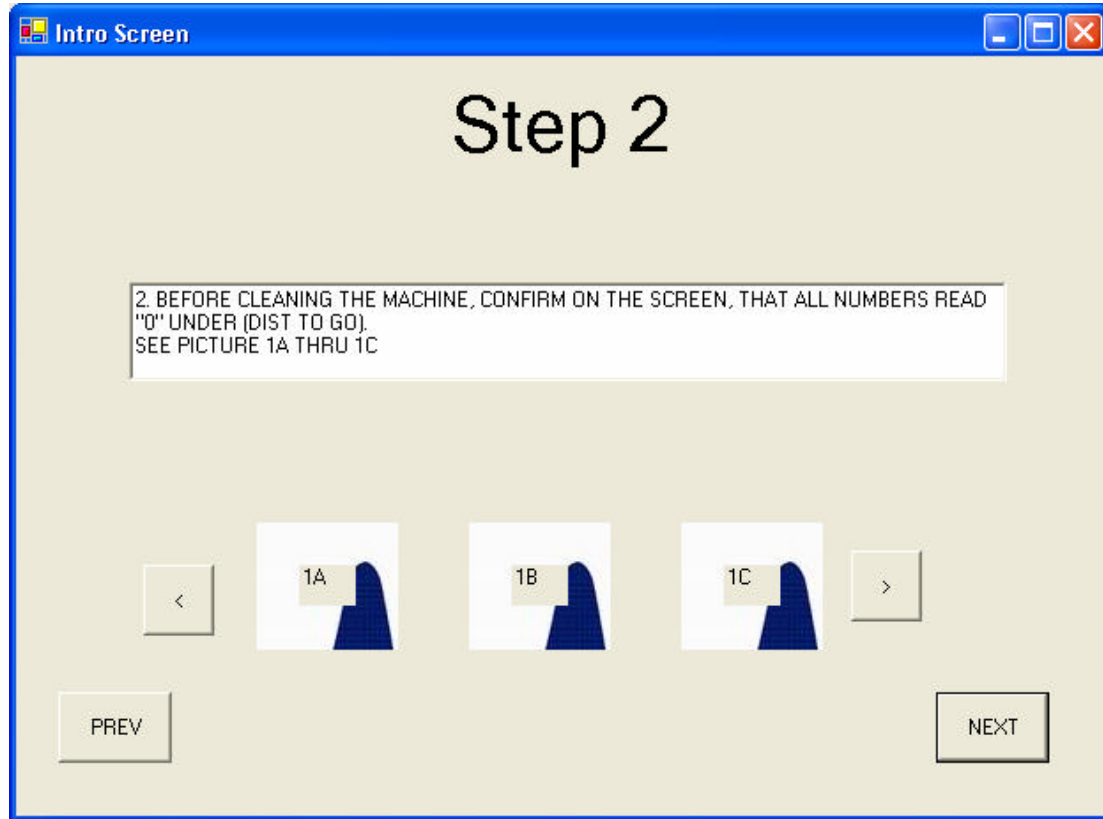 Intro Screen
Step 2
2. BEFORE CLEANING THE MACHINE, CONFIRM ON THE SCREEN, THAT ALL NUMBERS READ
"0" UNDER (DIST TO GO).
SEE PICTURE 1A THRU 1C
< 1A 1B 1C >
PREV NEXT